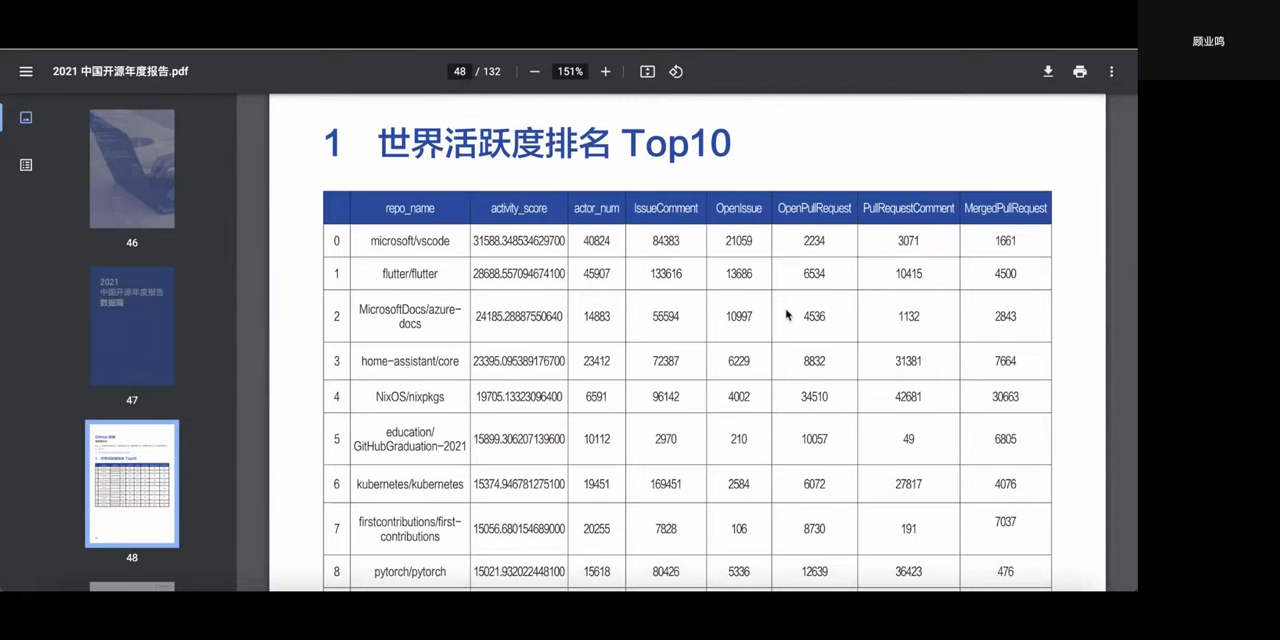 顾业鸣
2021 中国开源年度报告.pdf
48 / 132
151%
46
2021
中国开源年度报告
数据篇
47
48
1 世界活跃度排名 Top10
repo_name activity_score actor_num IssueComment OpenIssue OpenPullRequest PullRequestComment MergedPullRequest
0 microsoft/vscode 31588.348534629700 40824 84383 21059 2234 3071 1661
1 flutter/flutter 28688.557094674100 45907 133616 13686 6534 10415 4500
2 MicrosoftDocs/azure-
docs 24185.28887550640 14883 55594 10997 4536 1132 2843
3 home-assistant/core 23395.095389176700 23412 72387 6229 8832 31381 7664
4 NixOS/nixpkgs 19705.13323096400 6591 96142 4002 34510 42681 30663
5 education/
GitHubGraduation-2021 15899.306207139600 10112 2970 210 10057 49 6805
6 kubernetes/kubernetes 15374.946781275100 19451 169451 2584 6072 27817 4076
7 firstcontributions/first-
contributions 15056.680154689000 20255 7828 106 8730 191 7037
8 pytorch/pytorch 15021.932022448100 15618 80426 5336 12639 36423 476